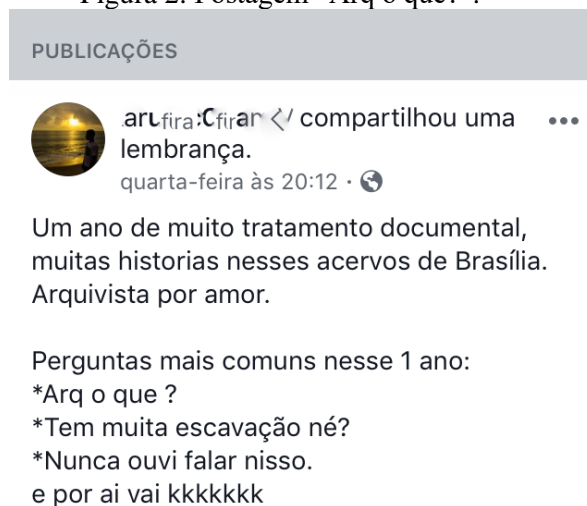 Figura 2: Postagem "Arq o que?".
PUBLICAÇÕES
compartilhou uma
lembrança.
quarta-feira às 20:12 ·
Um ano de muito tratamento documental,
muitas historias nesses acervos de Brasília.
Arquivista por amor.
Perguntas mais comuns nesse 1 ano:
*Arq o que ?
*Tem muita escavação né?
*Nunca ouvi falar nisso.
e por ai vai kkkkkkk